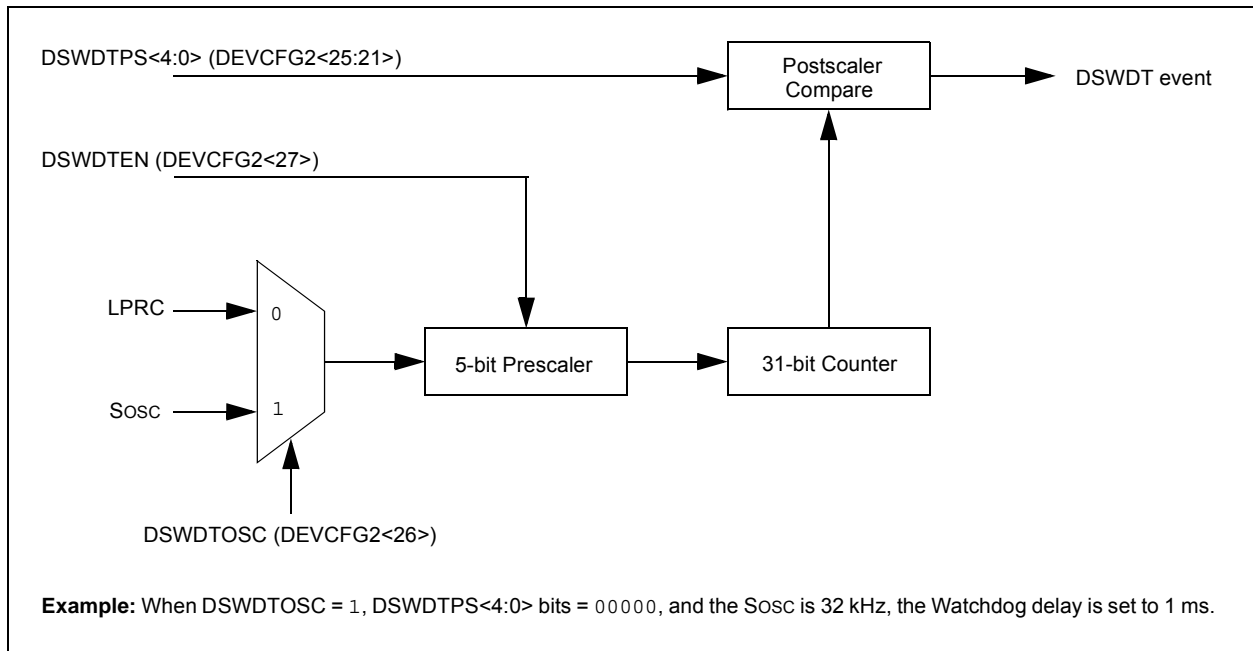 DSWDTPS<4:0> (DEVCFG2<25:21>)
Postscaler
Compare
DSWDT event
DSWDTEN (DEVCFG2<27>)
LPRC
0
5-bit Prescaler
31-bit Counter
SOSC
1
DSWDTOSC (DEVCFG2<26>)
Example: When DSWDTOSC = 1, DSWDTPS<4:0> bits = 00000, and the SOSC is 32 kHz, the Watchdog delay is set to 1 ms.